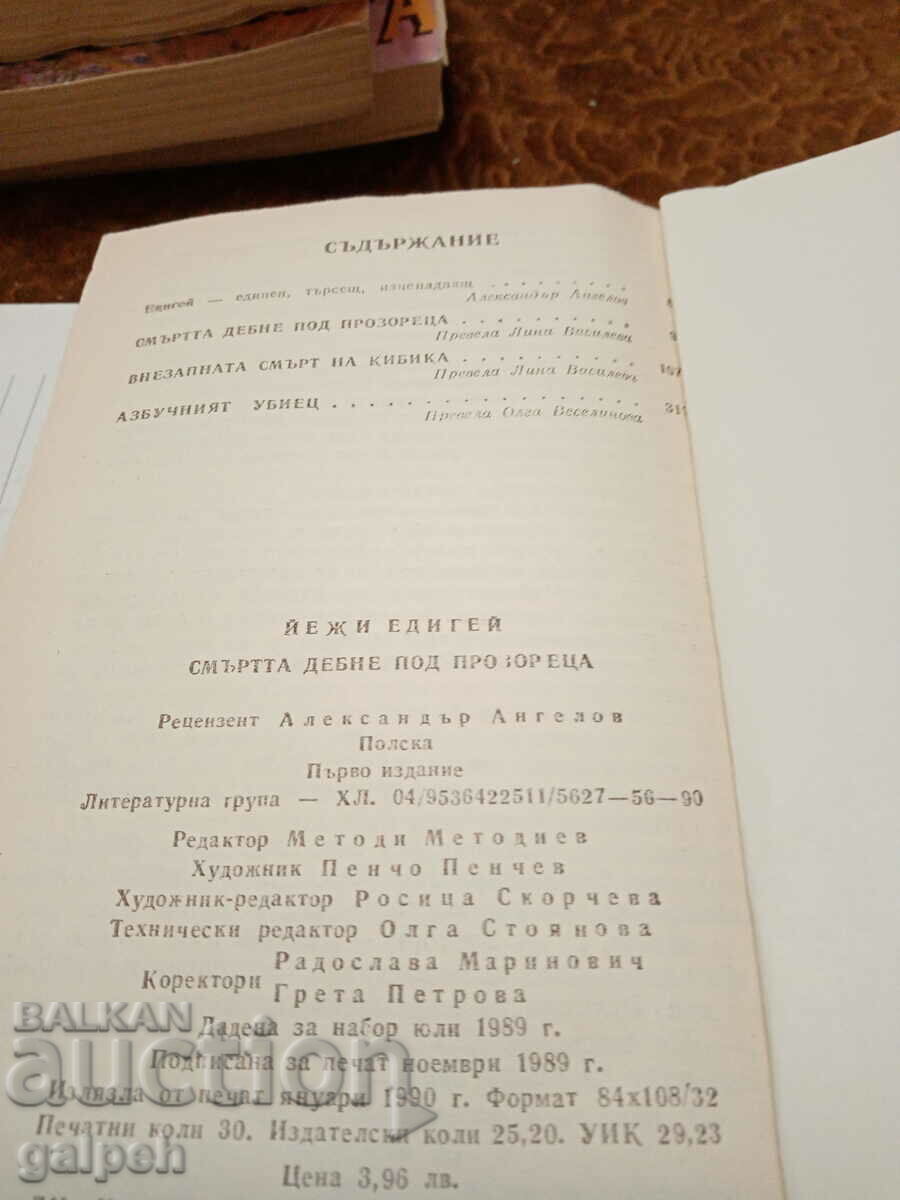 А
СЪДЪРЖАНИЕ
Едигей — единен, търсещ, изненадващ . . . . . . . .
Александър Ангелов
СМЪРТТА ДЕБНЕ ПОД ПРОЗОРЕЦА . . . . . . . . .
Превела Лина Василева
ВНЕЗАПНАТА СМЪРТ НА КИБИКА . . . . . . . . .
Превела Лина Василева
АЗБУЧНИЯТ УБИЕЦ . . . . . . . . . . . . . .
Превела Олга Веселинова
ЙЕЖИ ЕДИГЕЙ
СМЪРТТА ДЕБНЕ ПОД ПРОЗОРЕЦА
Рецензент Александър Ангелов
Полска
Първо издание
Литературна група — ХЛ. 04/9536422511/5627—56—90
Редактор Методи Методиев
Художник Пенчо Пенчев
Художник-редактор Росица Скорчева
Технически редактор Олга Стоянова
Коректори Радослава Маринович
Грета Петрова
Дадена за набор юли 1989 г.
Подписана за печат ноември 1989 г.
Излязла от печат януари 1990 г. Формат 84x108/32
Печатни коли 30. Издателски коли 25,20. УИК 29,23
Цена 3,96 лв.
BALKAN
auction
galpeh